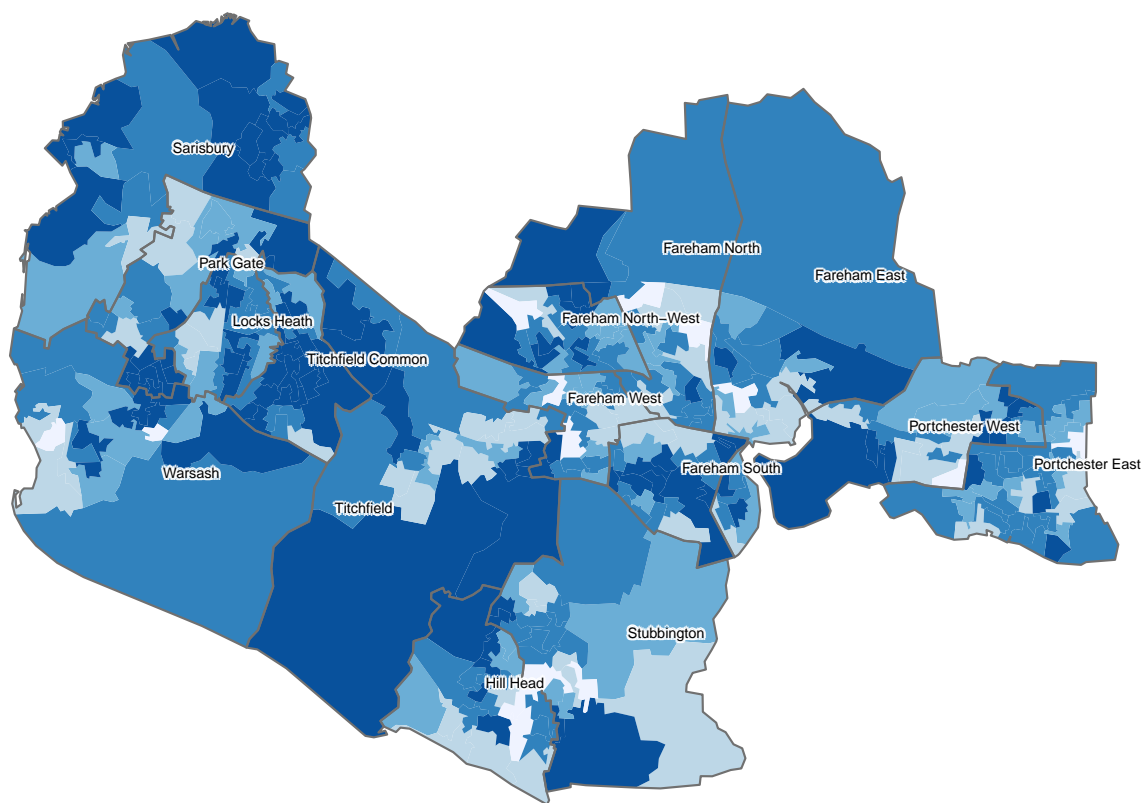 Sarisbury
Fareham North
Park Gate
Fareham East
Locks Heath
Fareham North–West
Titchfield Common
Fareham West
Portchester West
Portchester East
Fareham South
Warsash
Titchfield
Stubbington
Hill Head